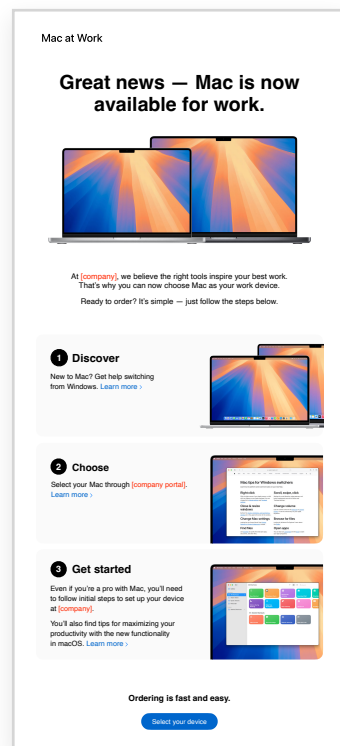 Mac at Work
Great news — Mac is now
available for work.
At [company], we believe the right tools inspire your best work.
That's why you can now choose Mac as your work device.
Ready to order? It's simple — just follow the steps below.
1 Discover
New to Mac? Get help switching
from Windows. Learn more ›
2 Choose
Select your Mac through [company portal].
Learn more ›
Mac tips for Windows switchers
3 Get started
Even if you're a pro with Mac, you'll need
to follow initial steps to set up your device
at [company].
You'll also find tips for maximizing your
productivity with the new functionality
in macOS. Learn more ›
Ordering is fast and easy.
Select your device